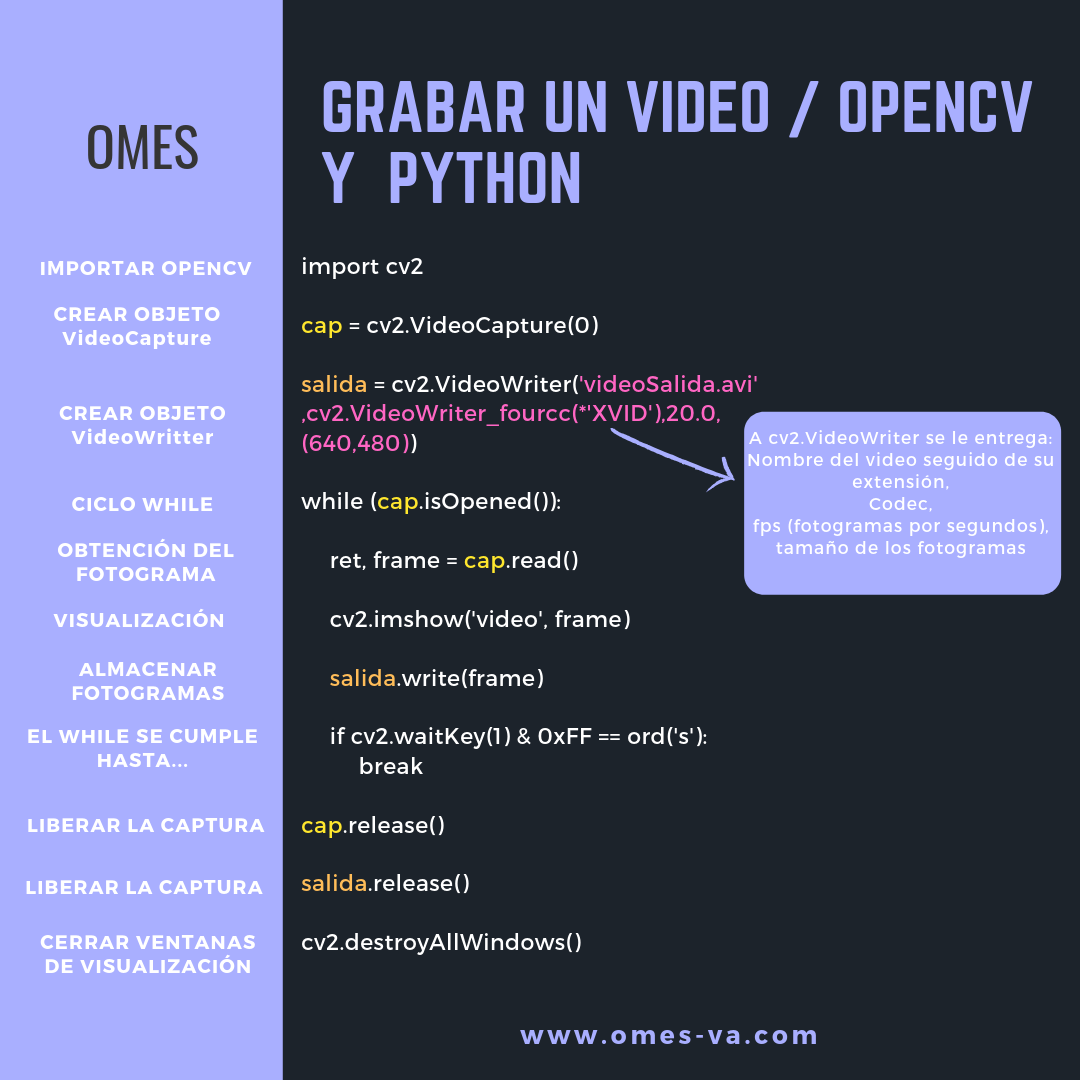 OMES
GRABAR UN VIDEO / OPENCV
Y PYTHON
IMPORTAR OPENCV
import cv2
CREAR OBJETO
VideoCapture
cap = cv2.VideoCapture(0)
CREAR OBJETO
VideoWritter
salida = cv2.VideoWriter('videoSalida.avi'
,cv2.VideoWriter_fourcc(*'XVID'),20.0,
(640,480))
A cv2.VideoWriter se le entrega:
Nombre del video seguido de su
extensión,
Codec,
fps (fotogramas por segundos),
tamaño de los fotogramas
CICLO WHILE
while (cap.isOpened()):
OBTENCIÓN DEL
FOTOGRAMA
ret, frame = cap.read()
VISUALIZACIÓN
cv2.imshow('video', frame)
ALMACENAR
FOTOGRAMAS
salida.write(frame)
EL WHILE SE CUMPLE
HASTA...
if cv2.waitKey(1) & 0xFF == ord('s'):
break
LIBERAR LA CAPTURA
cap.release()
LIBERAR LA CAPTURA
salida.release()
CERRAR VENTANAS
DE VISUALIZACIÓN
cv2.destroyAllWindows()
www.omes-va.com